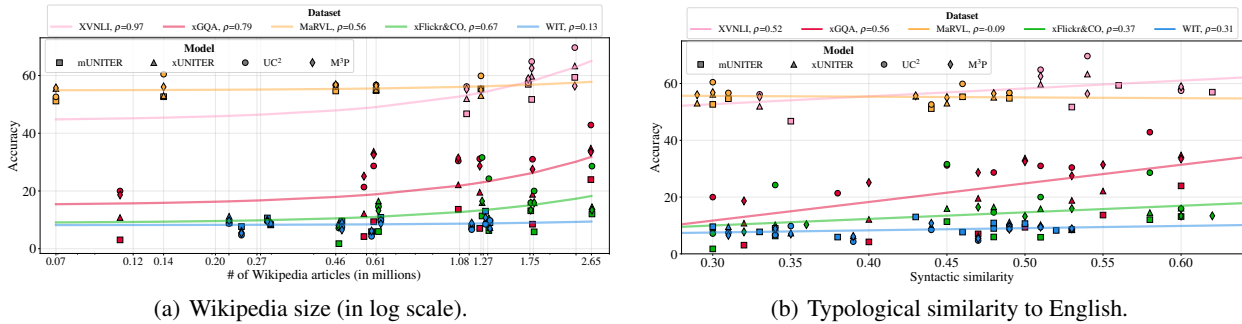 Dataset
XVNLI, ρ=0.97 xGQA, ρ=0.79 MaRVL, ρ=0.56 xFlickr&CO, ρ=0.67 WIT, ρ=0.13
Model
mUNITER xUNITER UC² M³P
Accuracy
60
40
20
0
0.07 0.12 0.14 0.20 0.27 0.46 0.61 1.08 1.27 1.75 2.65
# of Wikipedia articles (in millions)
(a) Wikipedia size (in log scale).
Dataset
XVNLI, ρ=0.52 xGQA, ρ=0.56 MaRVL, ρ=-0.09 xFlickr&CO, ρ=0.37 WIT, ρ=0.31
Model
mUNITER xUNITER UC² M³P
Accuracy
60
40
20
0
0.30 0.35 0.40 0.45 0.50 0.55 0.60
Syntactic similarity
(b) Typological similarity to English.